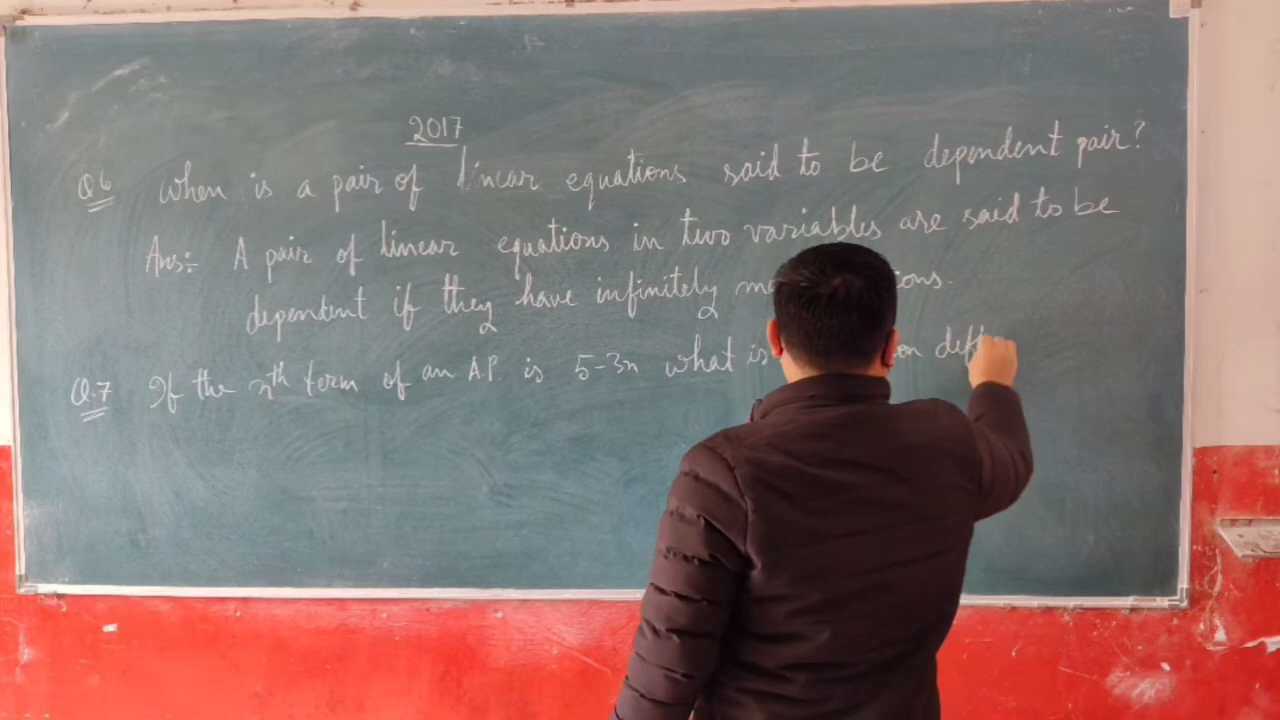 2017
Q6 When is a pair of linear equations said to be dependent pair?
Ans:- A pair of linear equations in two variables are said to be
dependent if they have infinitely
Q.7 If the nth term of an A.P. is 5-3n what is